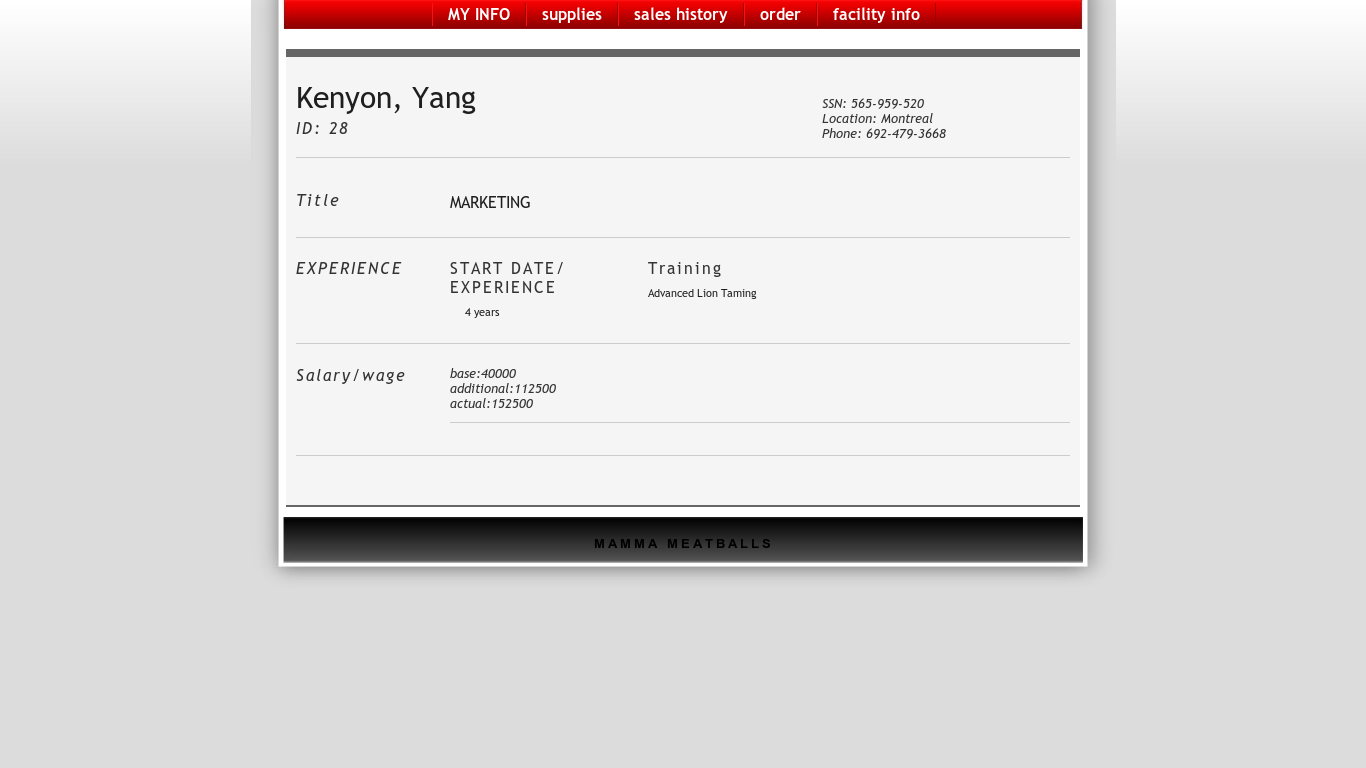 MY INFO supplies sales history order facility info
Kenyon, Yang
ID: 28
SSN: 565-959-520
Location: Montreal
Phone: 692-479-3668
Title
MARKETING
EXPERIENCE
START DATE/
EXPERIENCE
4 years
Training
Advanced Lion Taming
Salary/wage
base:40000
additional:112500
actual:152500
MAMMA MEATBALLS